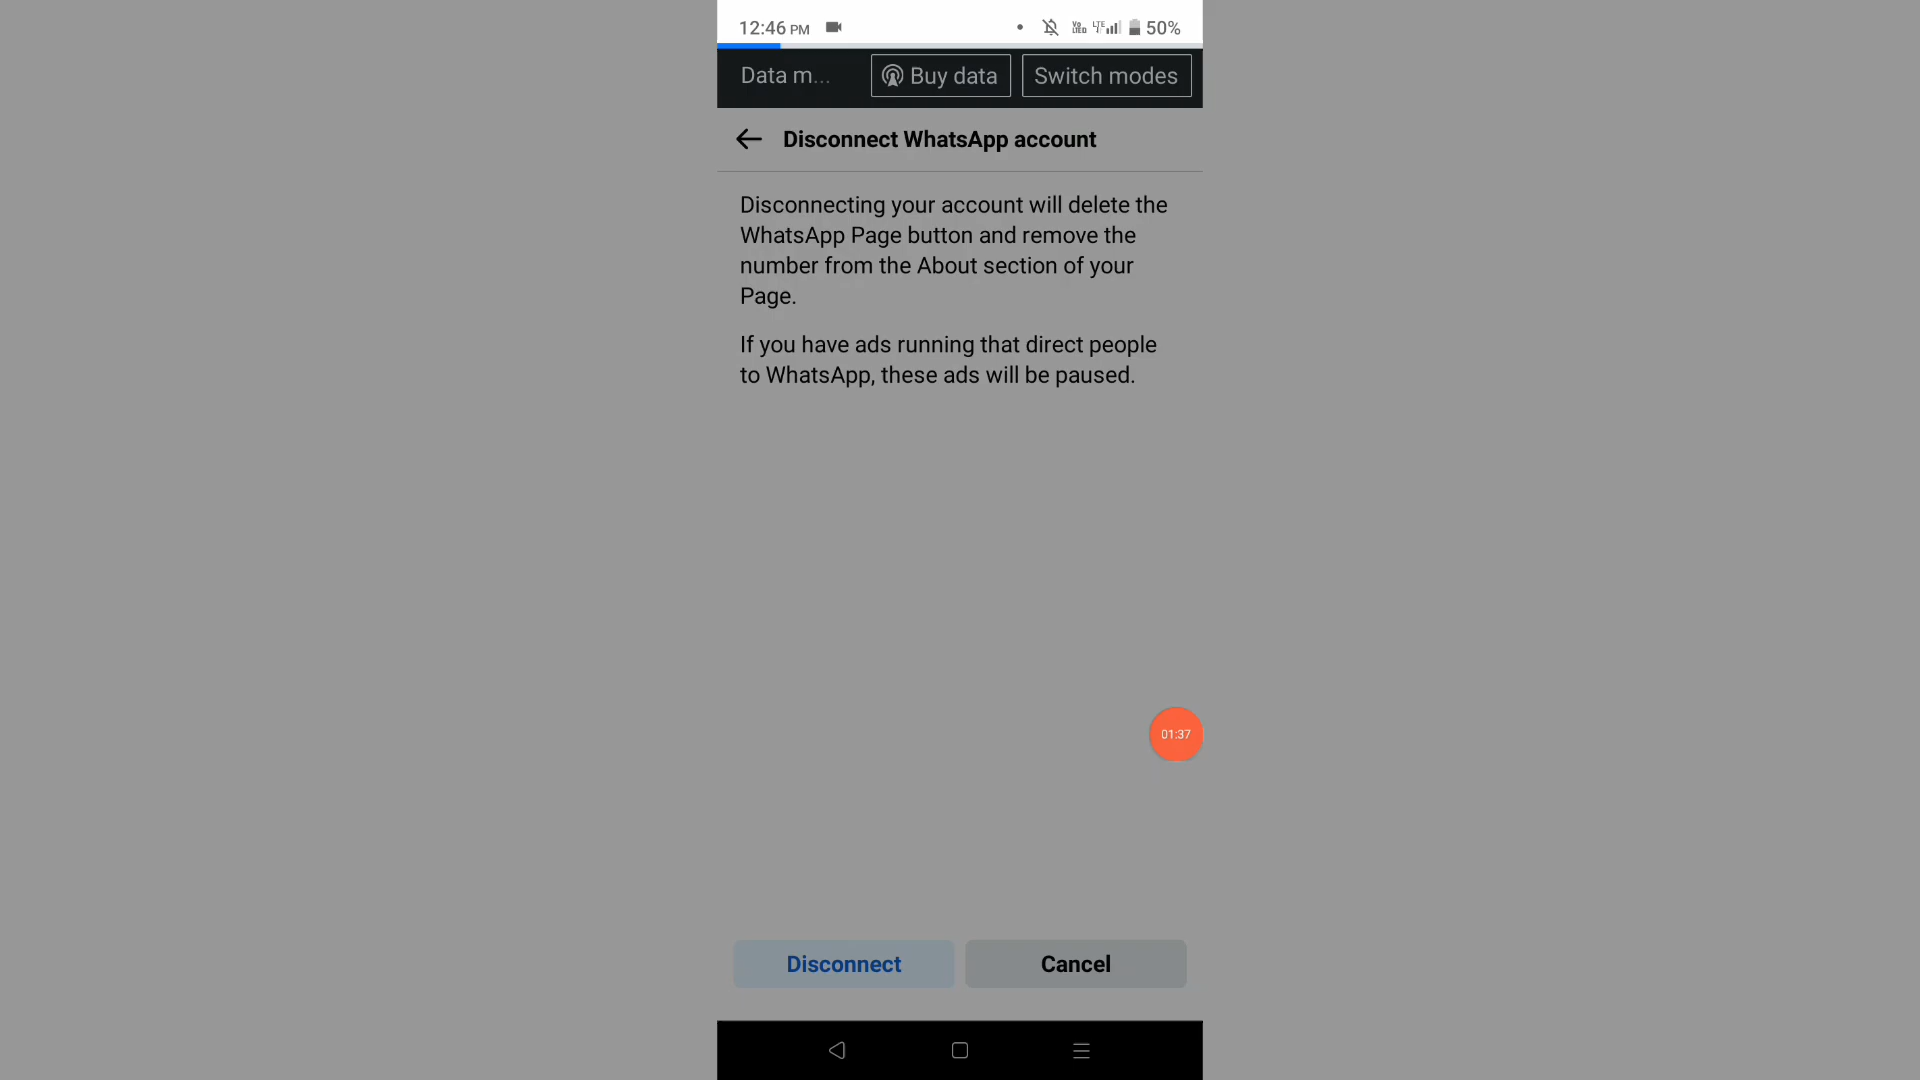 12:46 PM
50%
Data m...
Buy data
Switch modes
Disconnect WhatsApp account
Disconnecting your account will delete the
WhatsApp Page button and remove the
number from the About section of your
Page.
If you have ads running that direct people
to WhatsApp, these ads will be paused.
01:37
Disconnect
Cancel